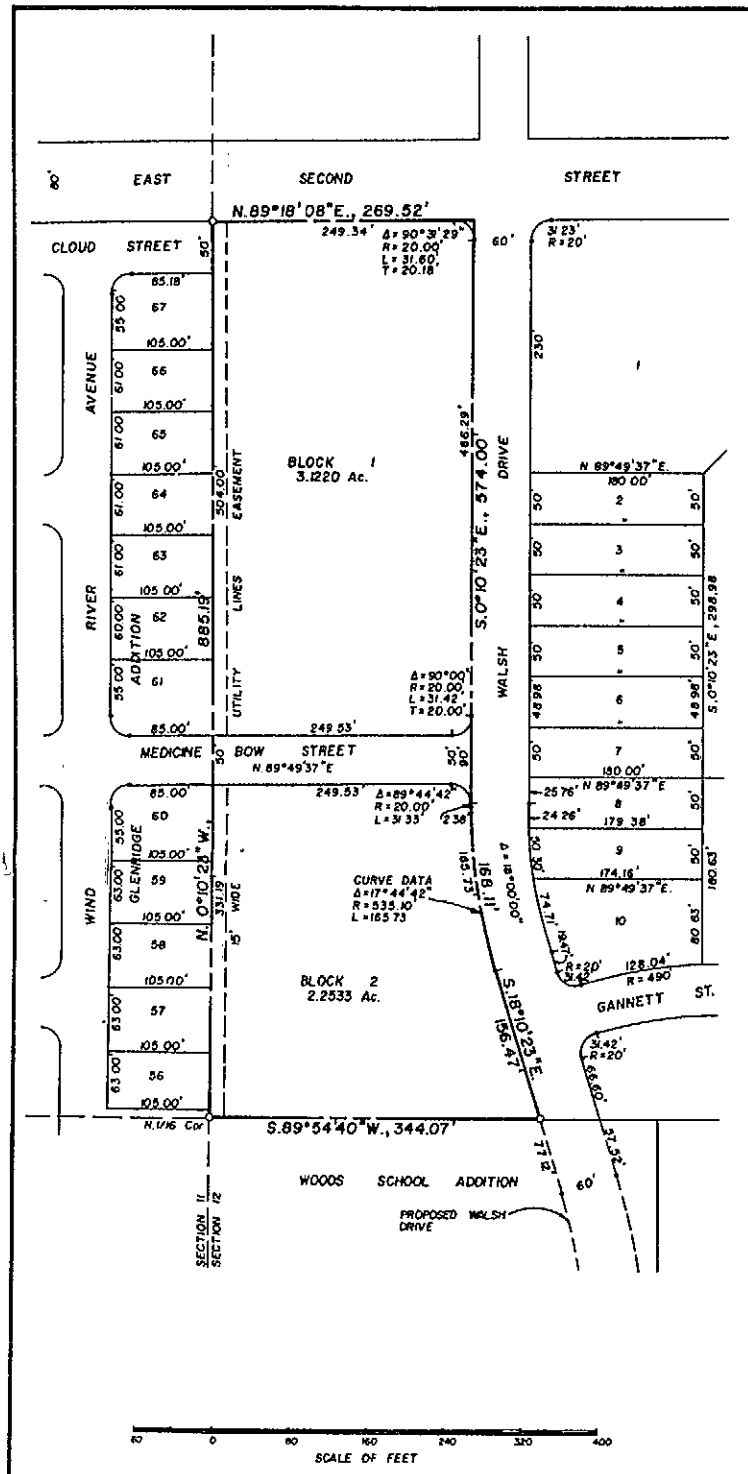 80'
EAST SECOND STREET
N.89°18'08"E., 269.52'
249.34'
Δ=90°31'29"
R=20.00'
L=31.60'
T=20.18'
60'
31.23'
R=20'
CLOUD STREET
50'
85.18'
67
55.00'
105.00'
66
61.00'
105.00'
65
61.00'
105.00'
64
61.00'
105.00'
63
61.00'
105.00'
62
60.00'
105.00'
61
55.00'
85.00'
WIND RIVER AVENUE
GLENRIDGE ADDITION
504.00
885.19'
N. 0°10'23"W.,
331.19
UTILITY LINES EASEMENT
15' WIDE
BLOCK 1
3.1220 Ac.
486.29'
S.0°10'23"E., 574.00'
WALSH DRIVE
230'
1
N 89°49'37"E.
180.00'
50'
2
50'
"
50'
3
50'
"
50'
4
50'
"
50'
5
50'
"
48.98'
6
48.98'
"
50'
7
50'
180.00'
S.0°10'23"E, 298.98
Δ=90°00'
R=20.00'
L=31.42'
T=20.00'
249.53'
MEDICINE BOW STREET
50'
N.89°49'37"E
50'
90'
85.00'
249.53'
Δ=89°44'42"
R=20.00'
L=31.33'
2.38'
N 89°49'37"E
25.76'
8
50'
24.26'
179.38'
9
50'
174.16'
N 89°49'37"E.
180.63'
10
80.63'
60
55.00
105.00'
59
63.00'
105.00'
58
63.00'
105.00'
57
63.00'
105.00'
56
63.00'
105.00'
165.73'
168.11'
Δ=18°00'00"
CURVE DATA
Δ=17°44'42"
R=535.10'
L=165.73
74.71'
19.47'
R=20'
31.42'
128.04'
R=490'
GANNETT ST.
31.42'
R=20'
66.60'
57.52'
BLOCK 2
2.2533 Ac.
S.18°10'23"E.
156.47'
N.1/16 Cor
S.89°54'40"W., 344.07'
WOODS SCHOOL ADDITION
77.12
60'
PROPOSED WALSH
DRIVE
SECTION 11
SECTION 12
80 0 80 160 240 320 400
SCALE OF FEET